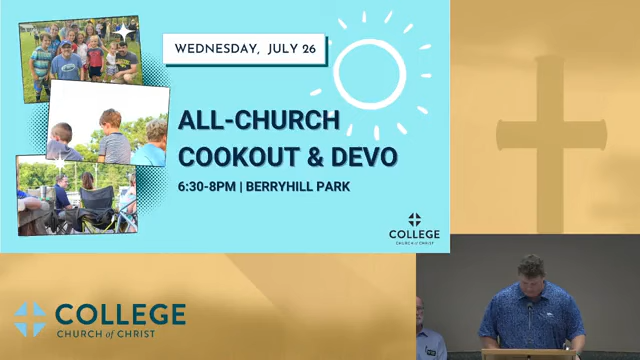 WEDNESDAY, JULY 26
ALL-CHURCH
COOKOUT & DEVO
6:30-8PM | BERRYHILL PARK
COLLEGE
CHURCH of CHRIST
COLLEGE
CHURCH of CHRIST